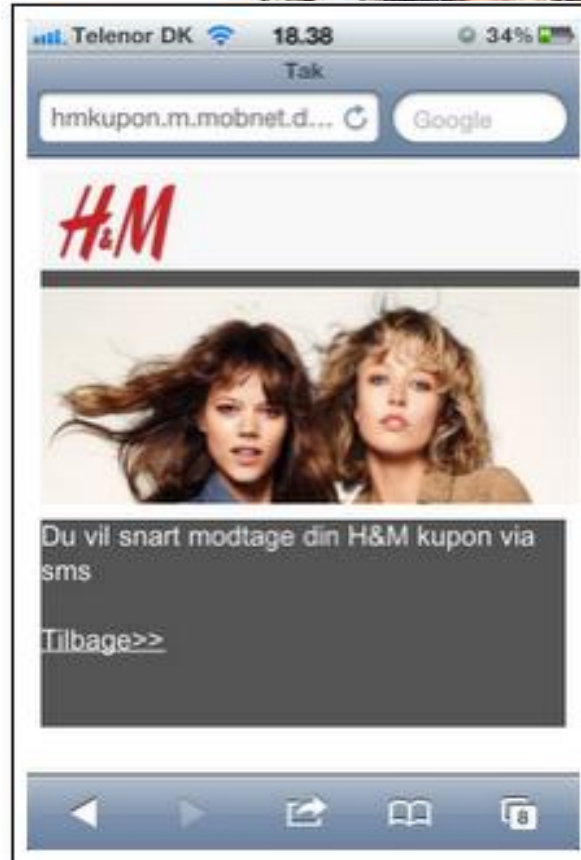 Telenor DK 18.38 34%
Tak
hmkupon.m.mobnet.d... Google
H&M
Du vil snart modtage din H&M kupon via
sms
Tilbage>>
8